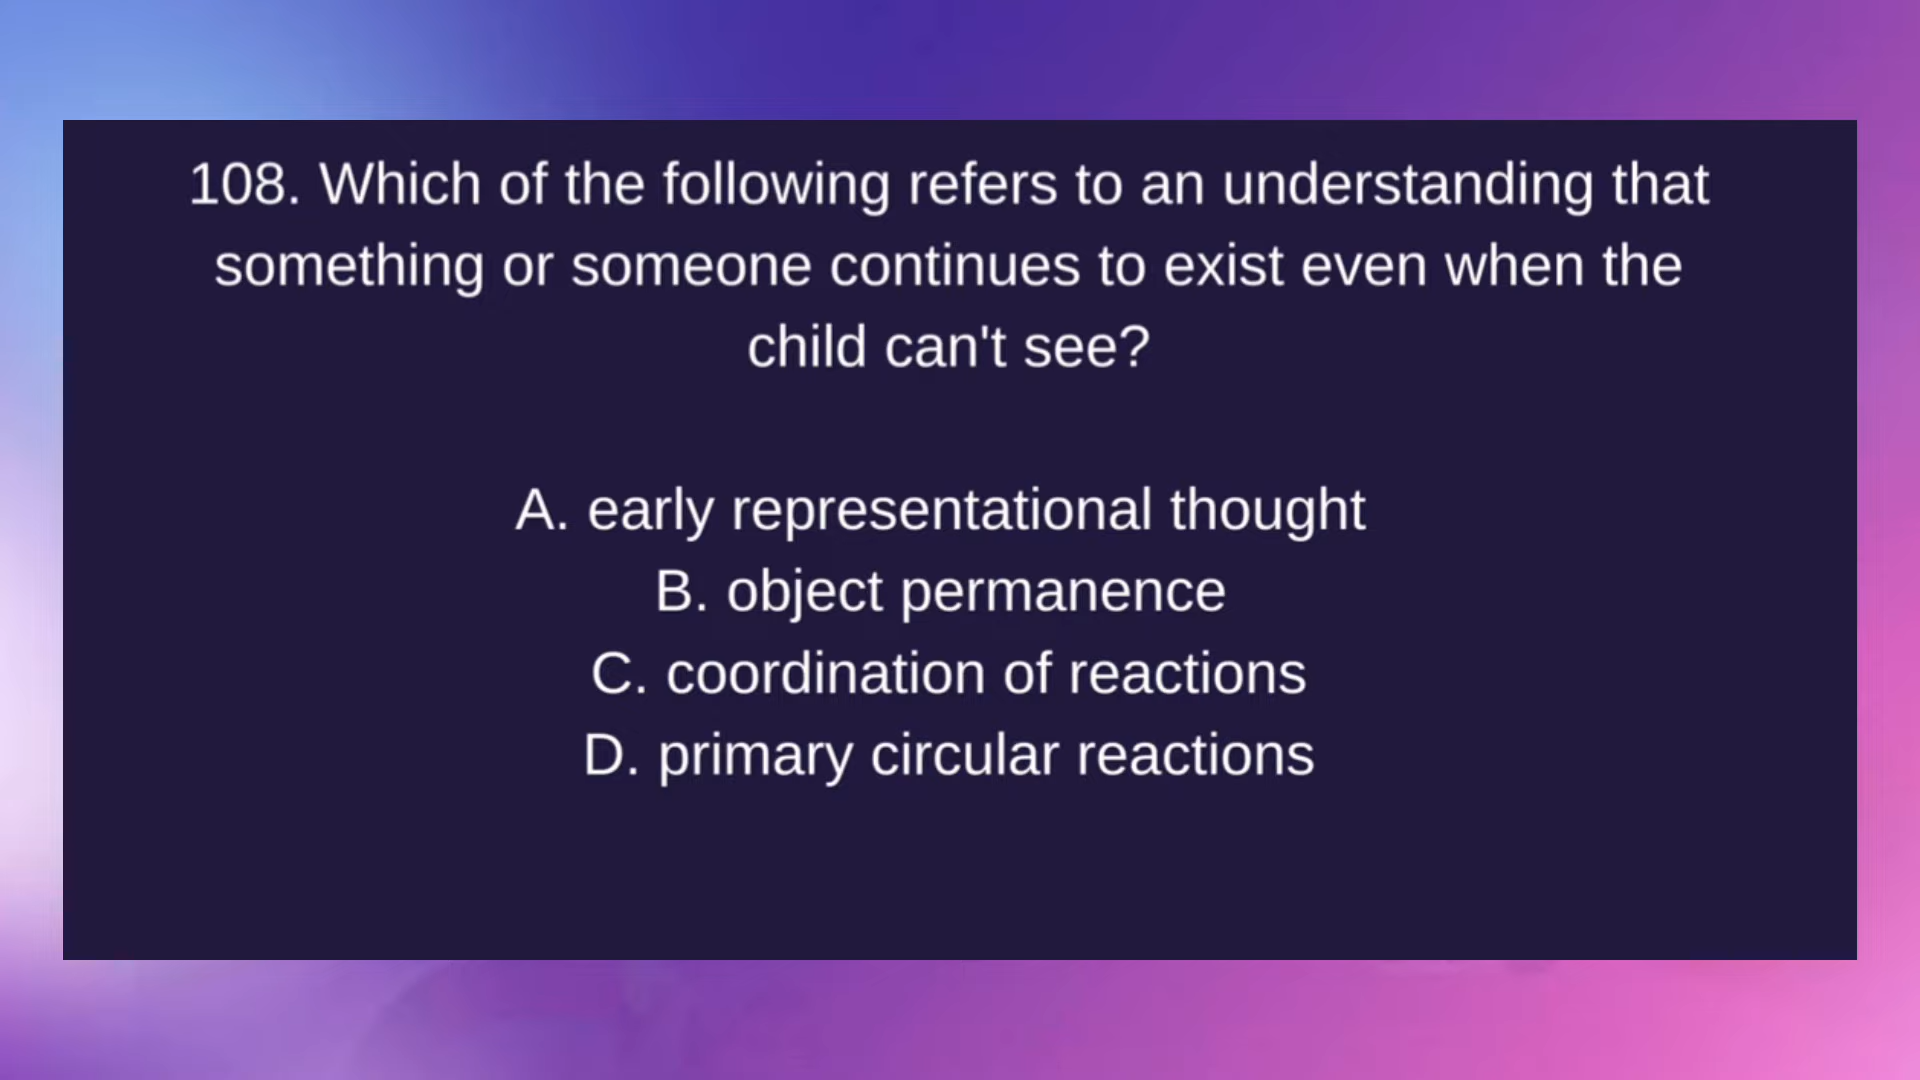 108. Which of the following refers to an understanding that
something or someone continues to exist even when the
child can't see?
A. early representational thought
B. object permanence
C. coordination of reactions
D. primary circular reactions